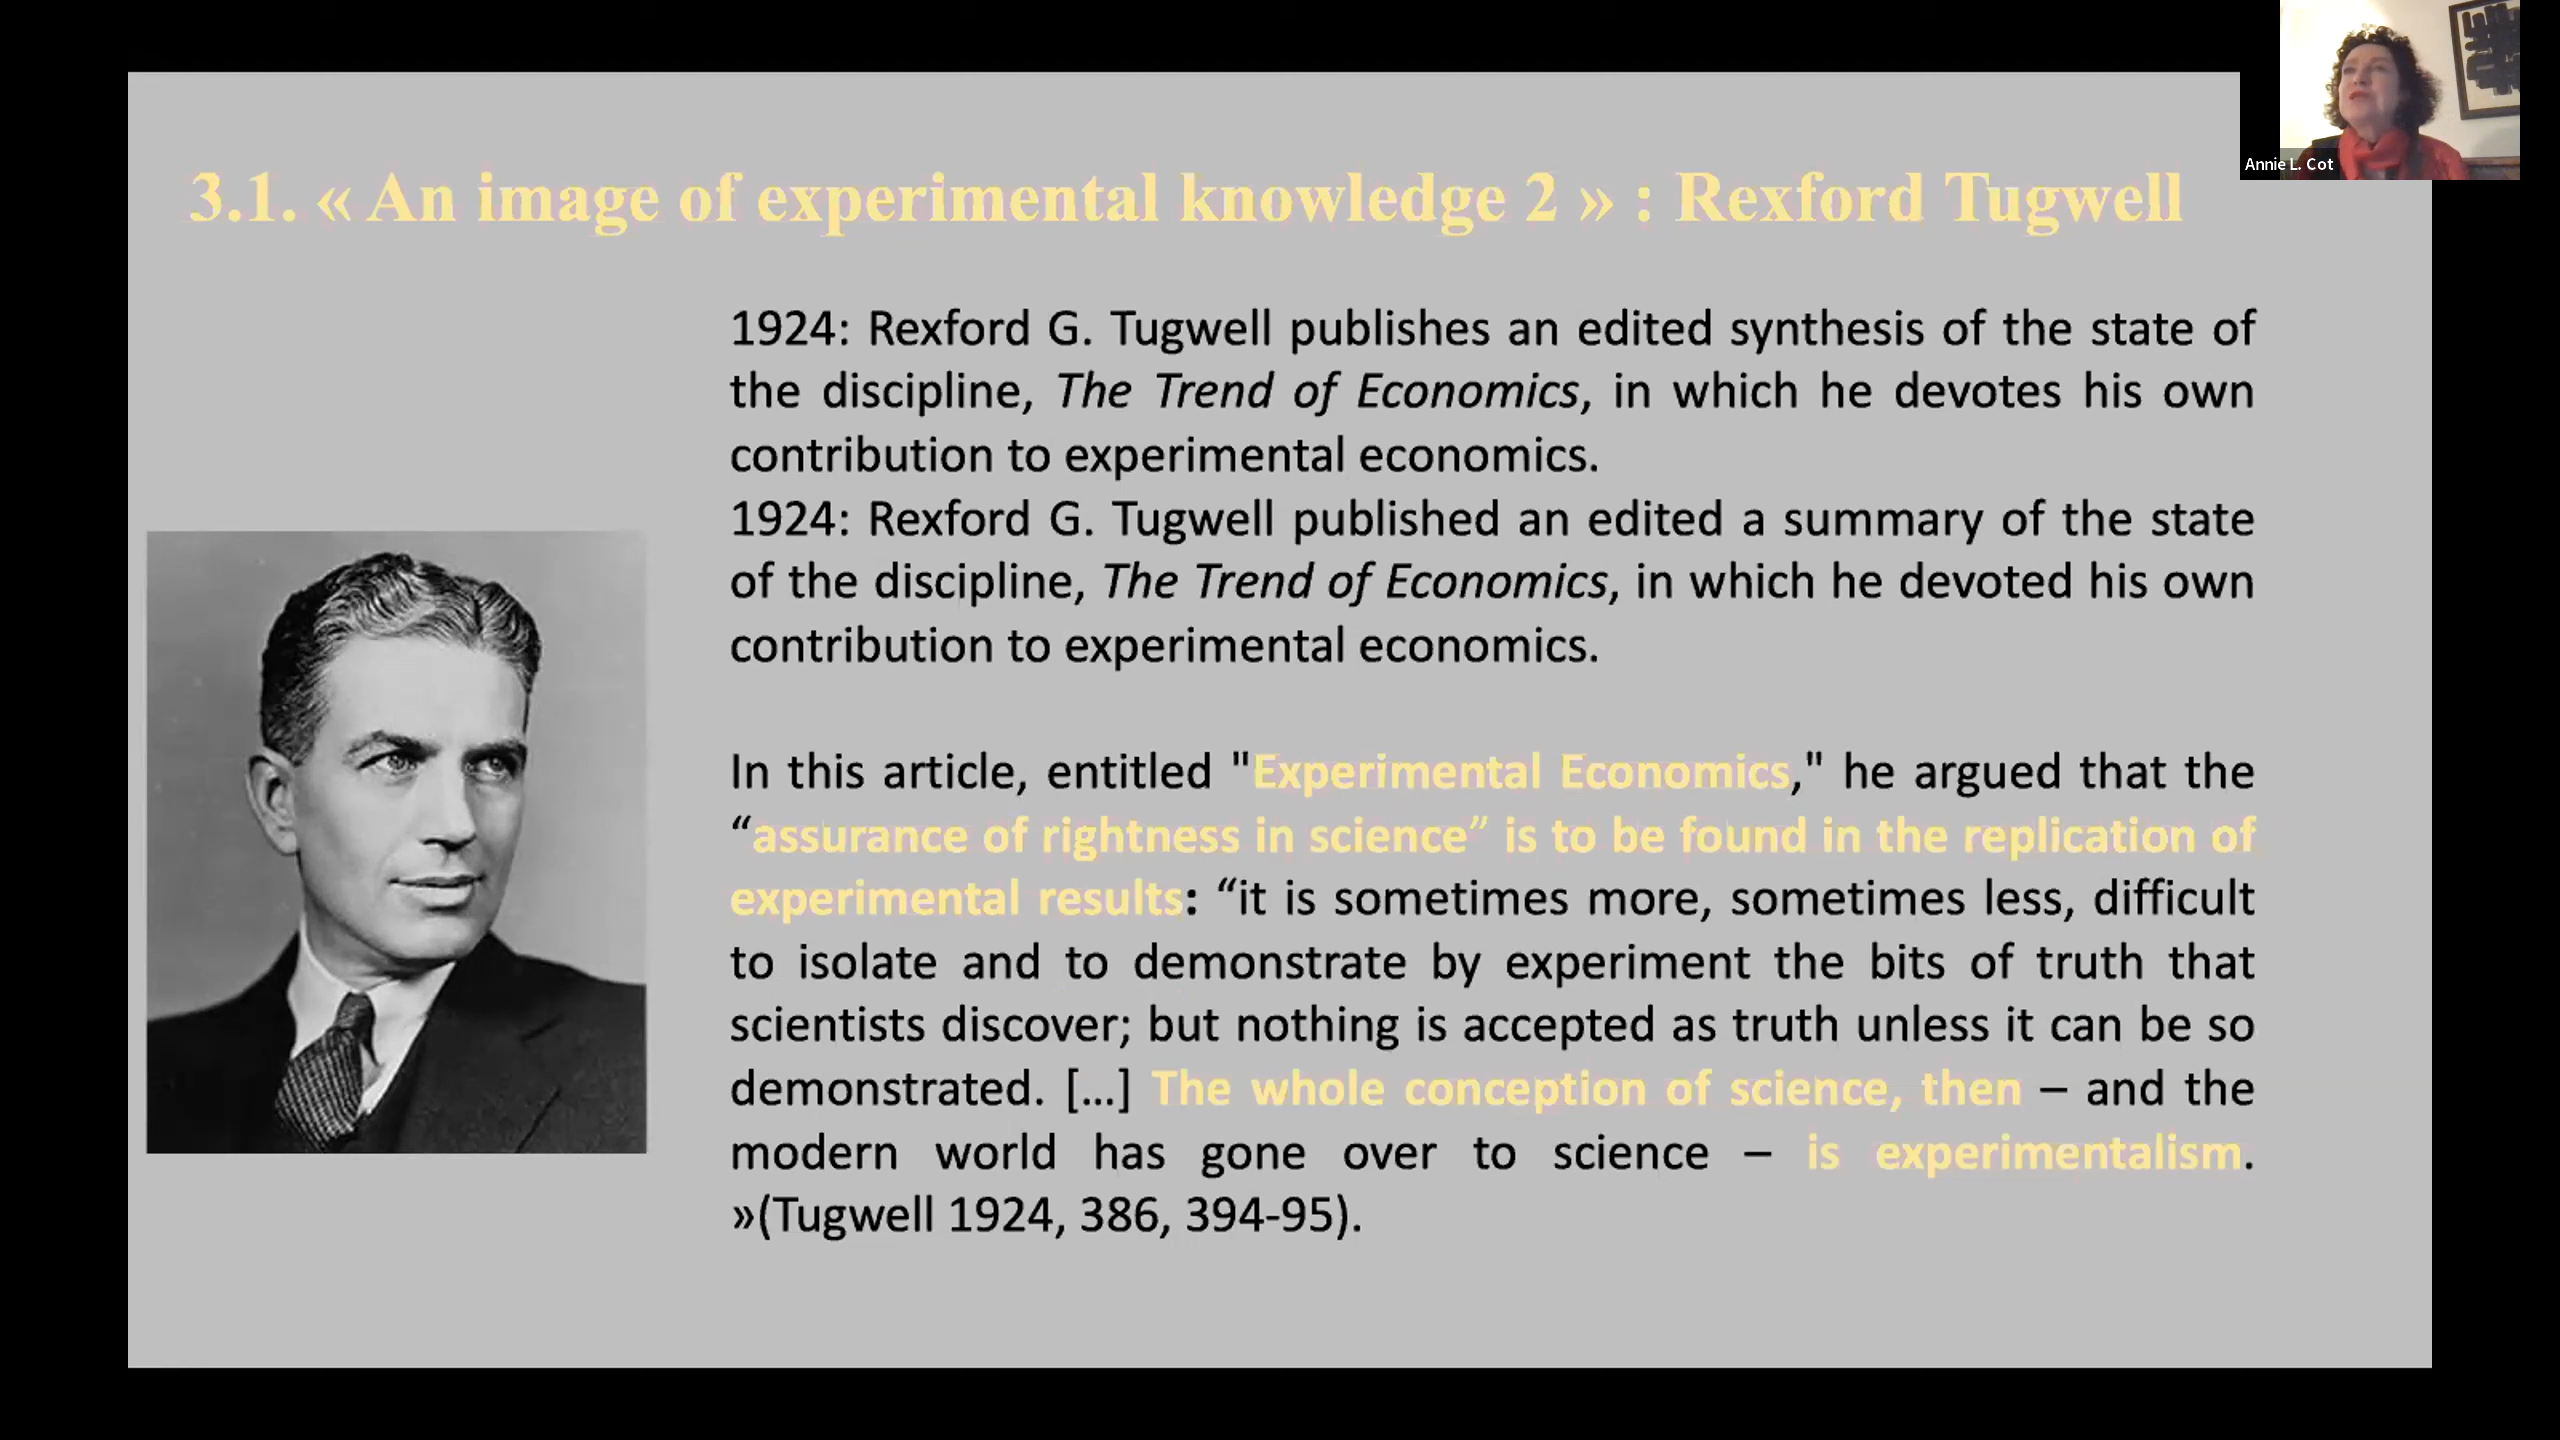 Annie L. Cot
3.1. « An image of experimental knowledge 2 » : Rexford Tugwell
1924: Rexford G. Tugwell publishes an edited synthesis of the state of
the discipline, The Trend of Economics, in which he devotes his own
contribution to experimental economics.
1924: Rexford G. Tugwell published an edited a summary of the state
of the discipline, The Trend of Economics, in which he devoted his own
contribution to experimental economics.
In this article, entitled "Experimental Economics," he argued that the
“assurance of rightness in science” is to be found in the replication of
experimental results: “it is sometimes more, sometimes less, difficult
to isolate and to demonstrate by experiment the bits of truth that
scientists discover; but nothing is accepted as truth unless it can be so
demonstrated. […] The whole conception of science, then – and the
modern world has gone over to science – is experimentalism.
»(Tugwell 1924, 386, 394-95).